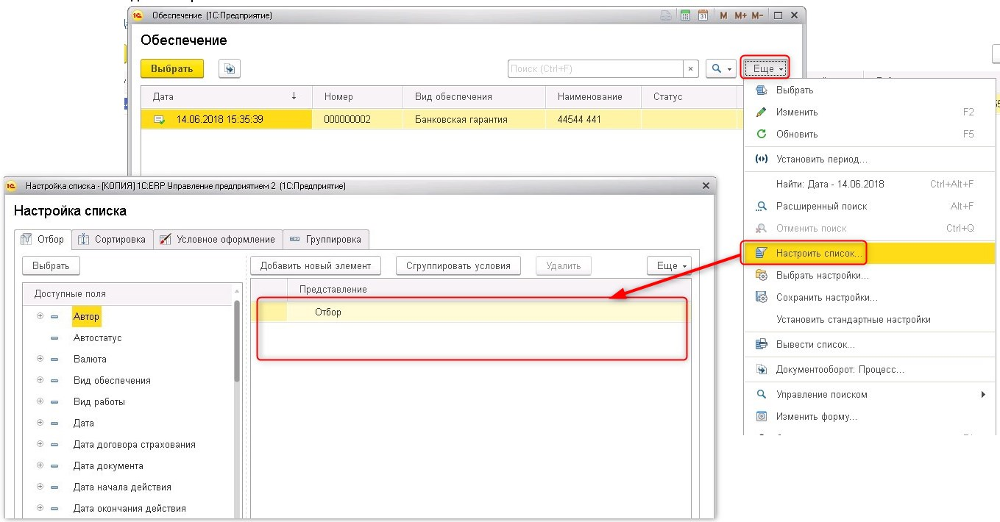 Обеспечение (1С:Предприятие)
M M+ M-
Обеспечение
Выбрать
Поиск (Ctrl+F)
Еще
Дата Номер Вид обеспечения Наименование Статус
14.06.2018 15:35:39 000000002 Банковская гарантия 44544 441
Выбрать
Изменить F2
Обновить F5
Установить период...
Найти: Дата - 14.06.2018 Ctrl+Alt+F
Расширенный поиск Alt+F
Отменить поиск Ctrl+Q
Настроить список...
Выбрать настройки...
Сохранить настройки...
Установить стандартные настройки
Вывести список...
Документооборот: Процесс...
Управление поиском
Изменить форму...
Настройка списка - [КОПИЯ] 1С:ERP Управление предприятием 2 (1С:Предприятие)
Настройка списка
Отбор Сортировка Условное оформление Группировка
Выбрать
Добавить новый элемент Сгруппировать условия Удалить Еще
Доступные поля
Представление
Отбор
Автор
Автостатус
Валюта
Вид обеспечения
Вид работы
Дата
Дата договора страхования
Дата документа
Дата начала действия
Дата окончания действия